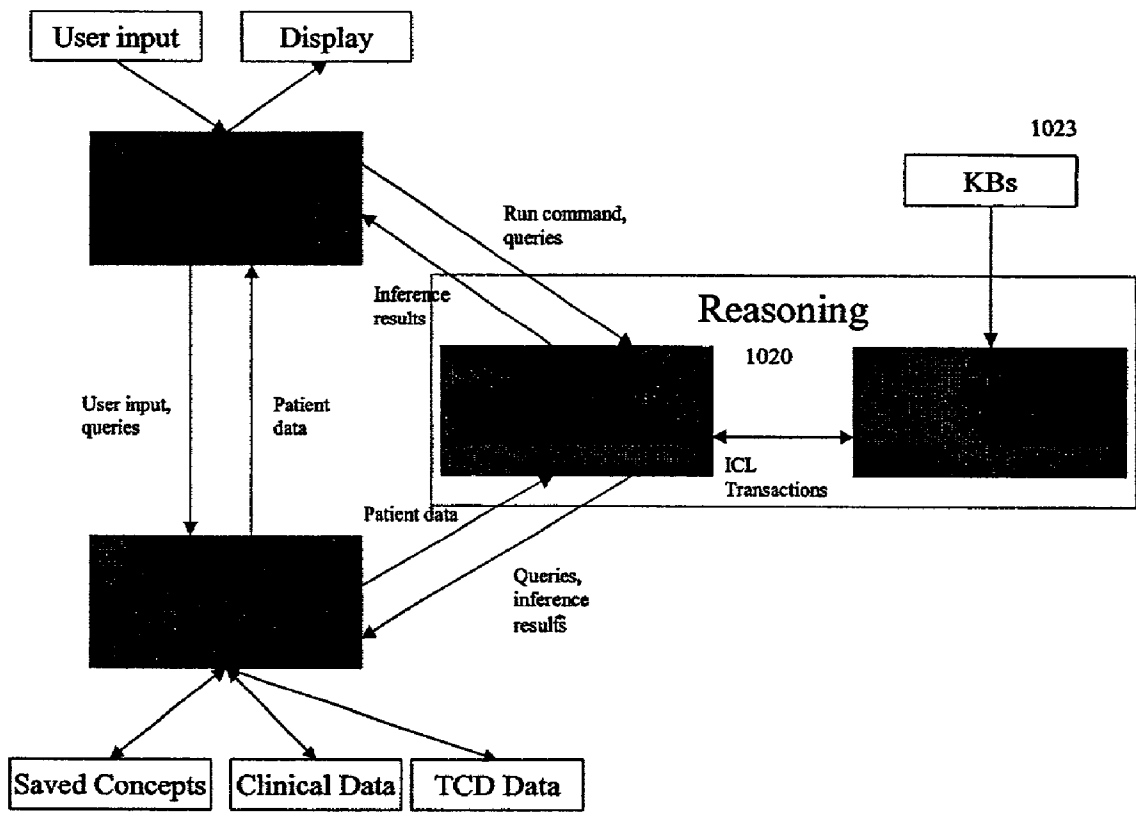 User input
Display
1023
KBs
Run command,
queries
Inference
results
Reasoning
1020
User input,
queries
Patient
data
ICL
Transactions
Patient data
Queries,
inference
results
Saved Concepts
Clinical Data
TCD Data